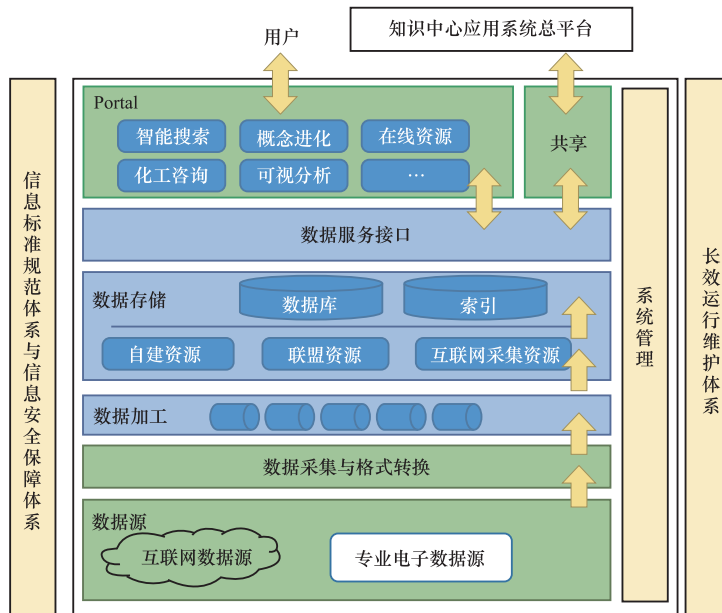 用户
知识中心应用系统总平台
Portal
智能搜索
概念进化
在线资源
化工咨询
可视分析
…
共享
数据服务接口
数据存储
数据库
索引
自建资源
联盟资源
互联网采集资源
数据加工
数据采集与格式转换
数据源
互联网数据源
专业电子数据源
信息标准规范体系与信息安全保障体系
系统管理
长效运行维护体系